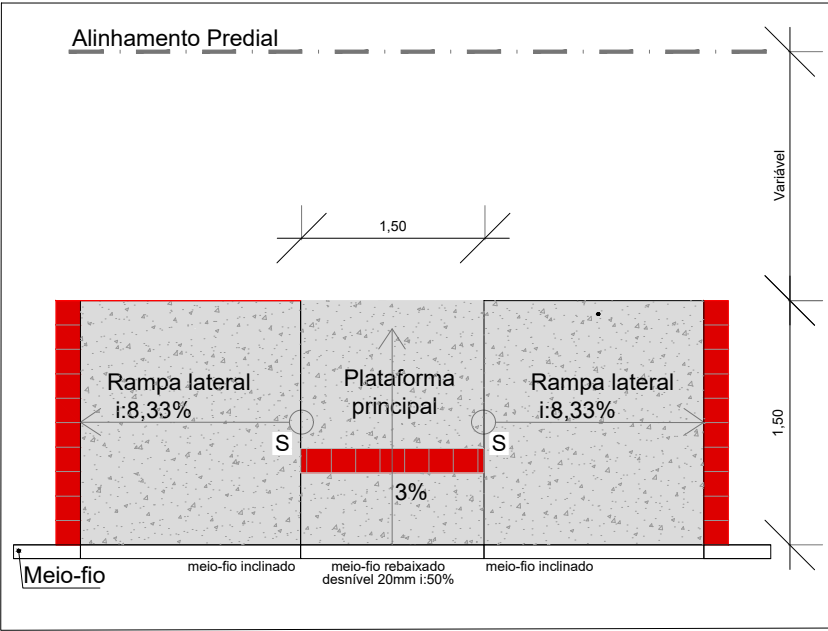 Alinhamento Predial
Variável
1,50
Rampa lateral
i:8,33%
Plataforma
principal
Rampa lateral
i:8,33%
1,50
S
S
3%
Meio-fio
meio-fio inclinado
meio-fio rebaixado
desnível 20mm i:50%
meio-fio inclinado